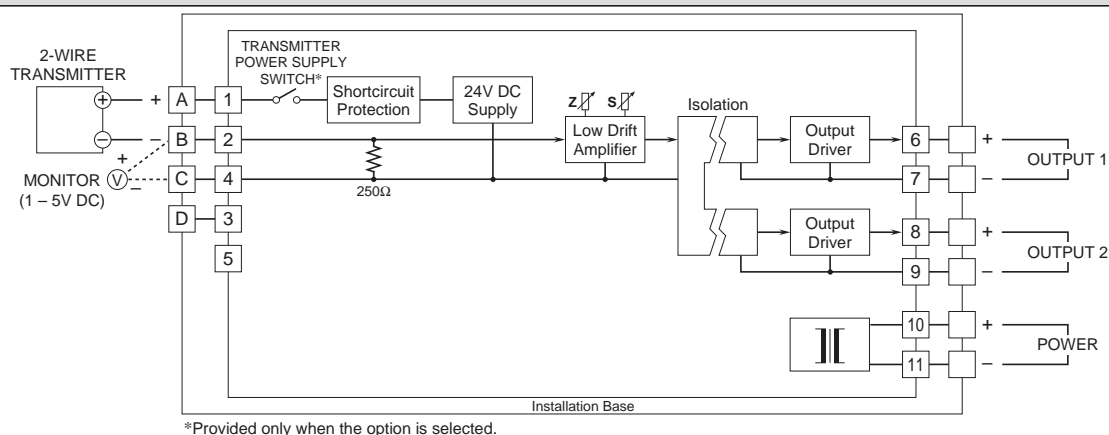 2-WIRE
TRANSMITTER
+
−
+ A 1
− B 2
+
MONITOR V
(1 – 5V DC) −
C 4
D 3
5
TRANSMITTER
POWER SUPPLY
SWITCH*
Shortcircuit
Protection
24V DC
Supply
250Ω
Z S
Low Drift
Amplifier
Isolation
Output
Driver
6 +
7 −
OUTPUT 1
Output
Driver
8 +
9 −
OUTPUT 2
10 +
11 −
POWER
Installation Base
*Provided only when the option is selected.